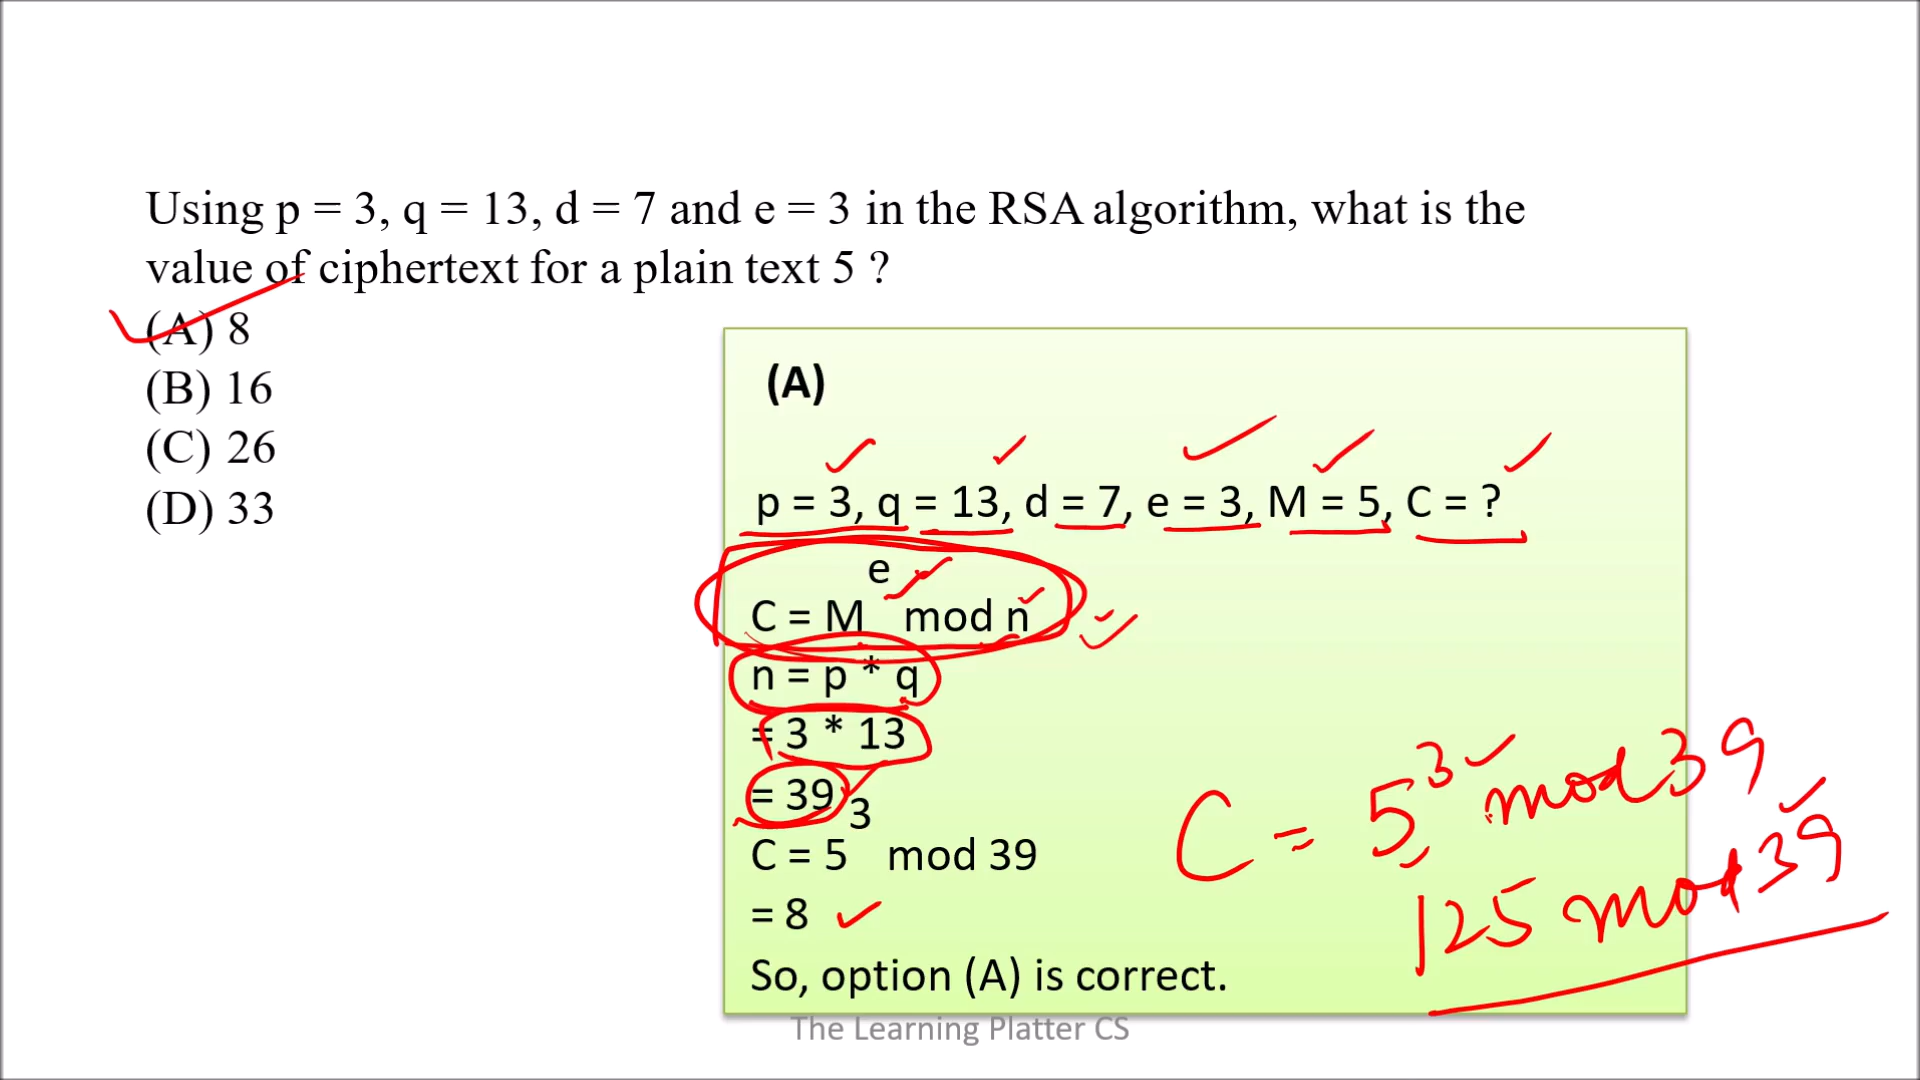 Using p = 3, q = 13, d = 7 and e = 3 in the RSA algorithm, what is the
value of ciphertext for a plain text 5 ?
(A) 8
(B) 16
(C) 26
(D) 33
(A)
p = 3, q = 13, d = 7, e = 3, M = 5, C = ?
e
C = M mod n
n = p * q
= 3 * 13
= 39
3
C = 5 mod 39
= 8
So, option (A) is correct.
C = 5³ mod 39
125 mod 39
The Learning Platter CS